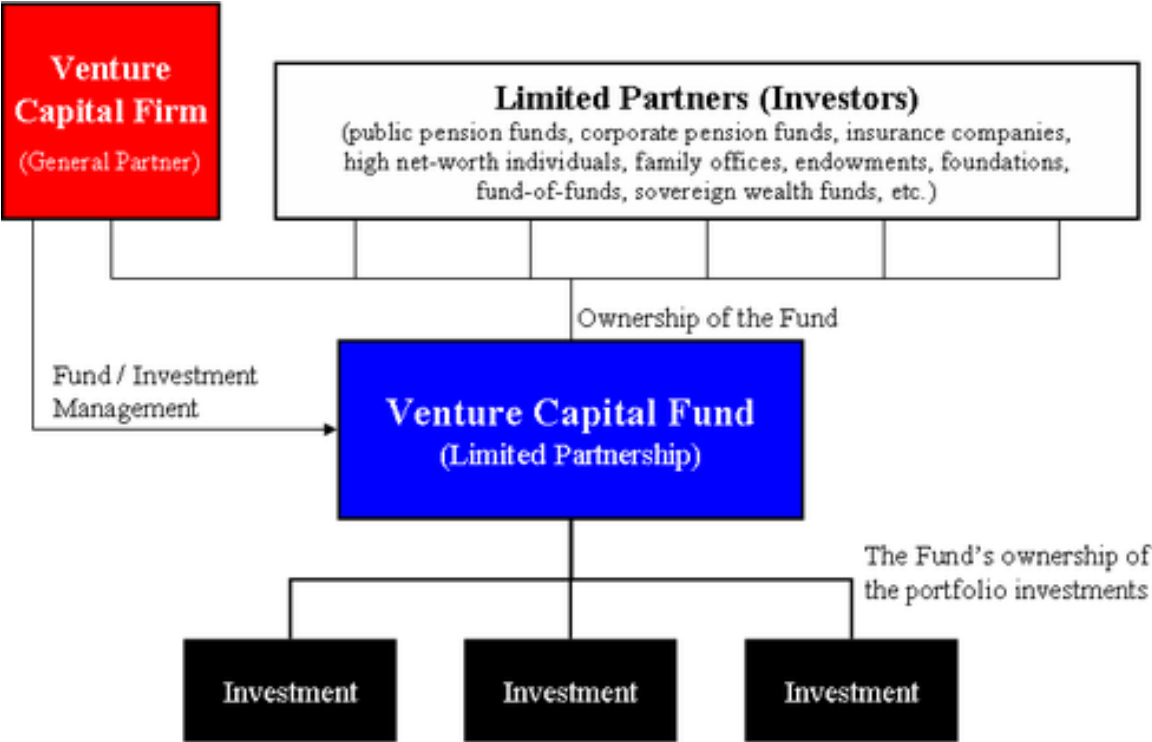 Venture
Capital Firm
(General Partner)
Limited Partners (Investors)
(public pension funds, corporate pension funds, insurance companies,
high net-worth individuals, family offices, endowments, foundations,
fund-of-funds, sovereign wealth funds, etc.)
Ownership of the Fund
Fund / Investment
Management
Venture Capital Fund
(Limited Partnership)
The Fund's ownership of
the portfolio investments
Investment
Investment
Investment